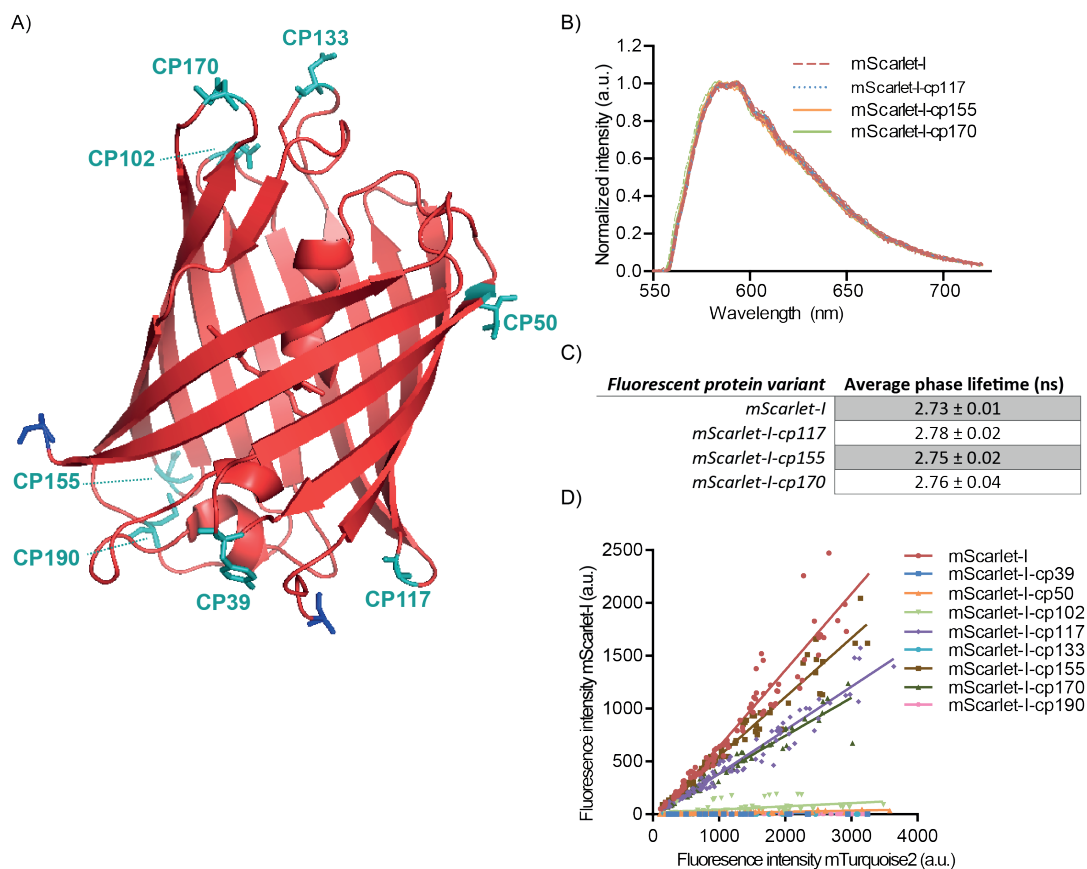 A)
CP133
CP170
CP102
CP50
CP155
CP190
CP39
CP117
B)
Normalized intensity (a.u.)
1.2
1.0
0.8
0.6
0.4
0.2
0.0
550
600
650
700
Wavelength (nm)
mScarlet-I
mScarlet-I-cp117
mScarlet-I-cp155
mScarlet-I-cp170
C)
Fluorescent protein variant Average phase lifetime (ns)
mScarlet-I 2.73 ± 0.01
mScarlet-I-cp117 2.78 ± 0.02
mScarlet-I-cp155 2.75 ± 0.02
mScarlet-I-cp170 2.76 ± 0.04
D)
Fluoresence intensity mScarlet-I (a.u.)
2500
2000
1500
1000
500
0
0
1000
2000
3000
4000
Fluoresence intensity mTurquoise2 (a.u.)
mScarlet-I
mScarlet-I-cp39
mScarlet-I-cp50
mScarlet-I-cp102
mScarlet-I-cp117
mScarlet-I-cp133
mScarlet-I-cp155
mScarlet-I-cp170
mScarlet-I-cp190